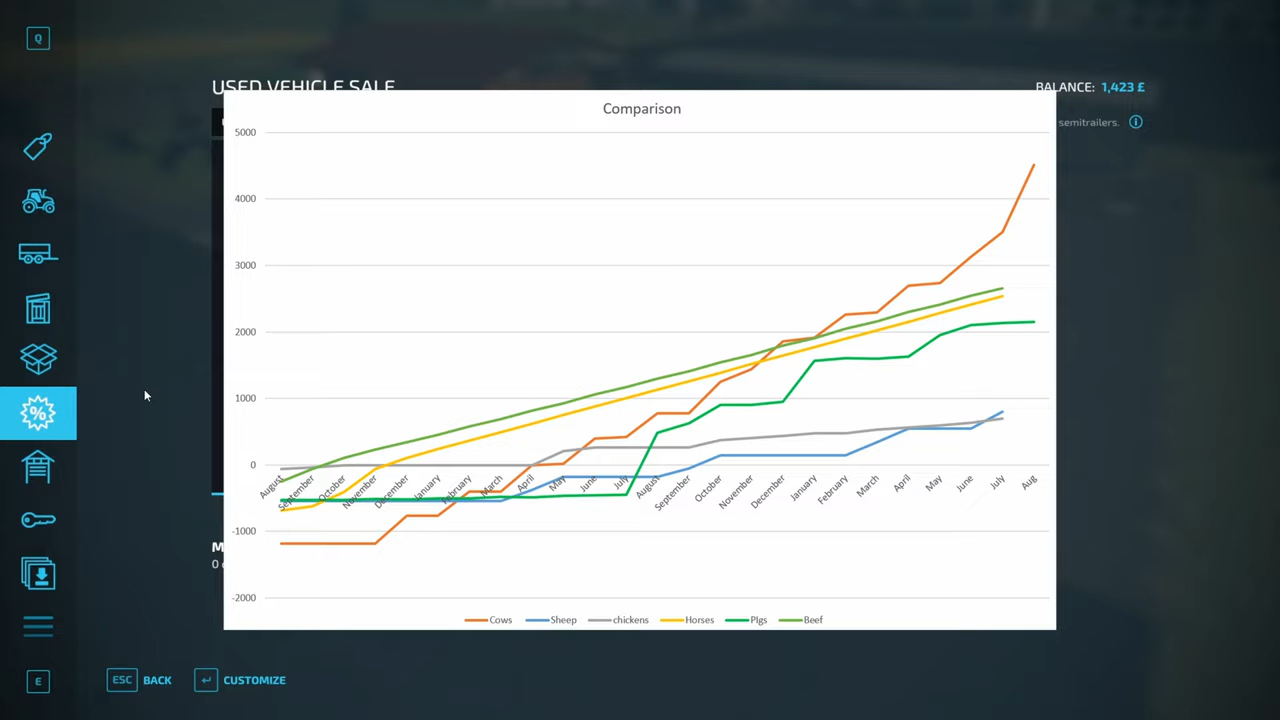 Q
USED VEHICLE SALE
BALANCE: 1,423 £
semitrailers.
Comparison
5000
4000
3000
2000
1000
0
-1000
-2000
August
September
October
November
December
January
February
March
April
May
June
July
August
September
October
November
December
January
February
March
April
May
June
July
Aug
Cows
Sheep
chickens
Horses
PIgs
Beef
M
0
E
ESC BACK
CUSTOMIZE